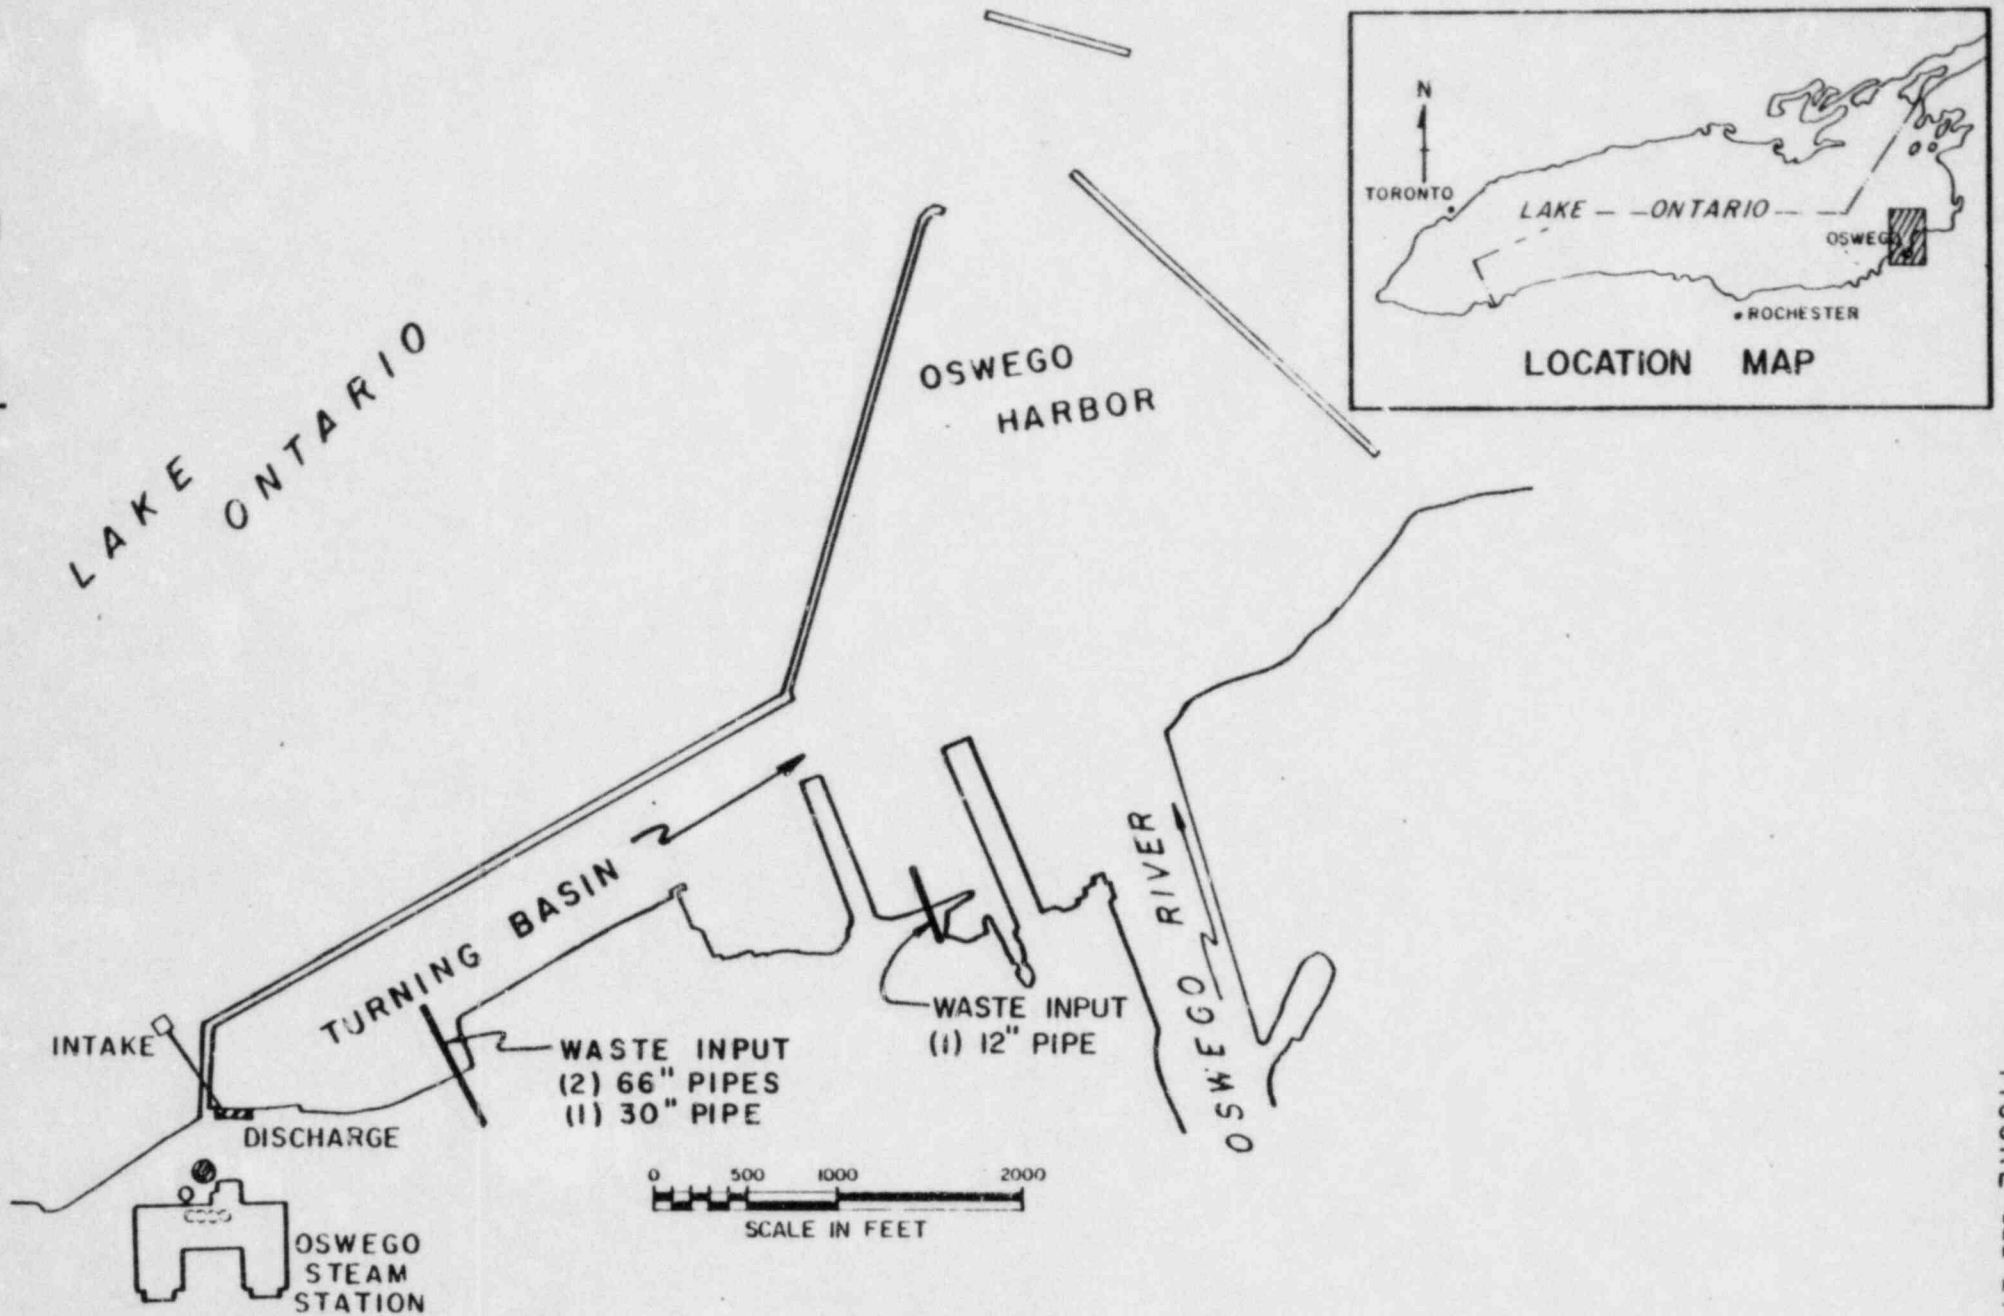 LAKE
ONTARIO
OSWEGO
HARBOR
N
TORONTO
LAKE ONTARIO
OSWEGO
ROCHESTER
LOCATION MAP
TURNING BASIN
OSWEGO RIVER
INTAKE
DISCHARGE
WASTE INPUT
(2) 66" PIPES
(1) 30" PIPE
WASTE INPUT
(1) 12" PIPE
0 500 1000 2000
SCALE IN FEET
OSWEGO
STEAM
STATION